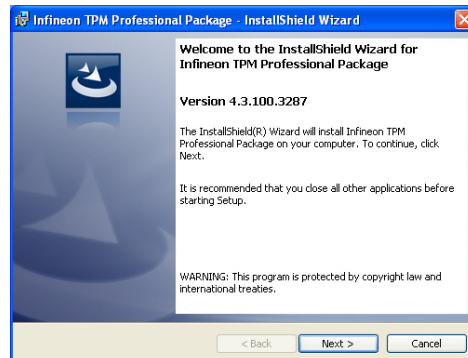 Infineon TPM Professional Package - InstallShield Wizard
Welcome to the InstallShield Wizard for
Infineon TPM Professional Package
Version 4.3.100.3287
The InstallShield(R) Wizard will install Infineon TPM
Professional Package on your computer. To continue, click
Next.
It is recommended that you close all other applications before
starting Setup.
WARNING: This program is protected by copyright law and
international treaties.
< Back
Next >
Cancel